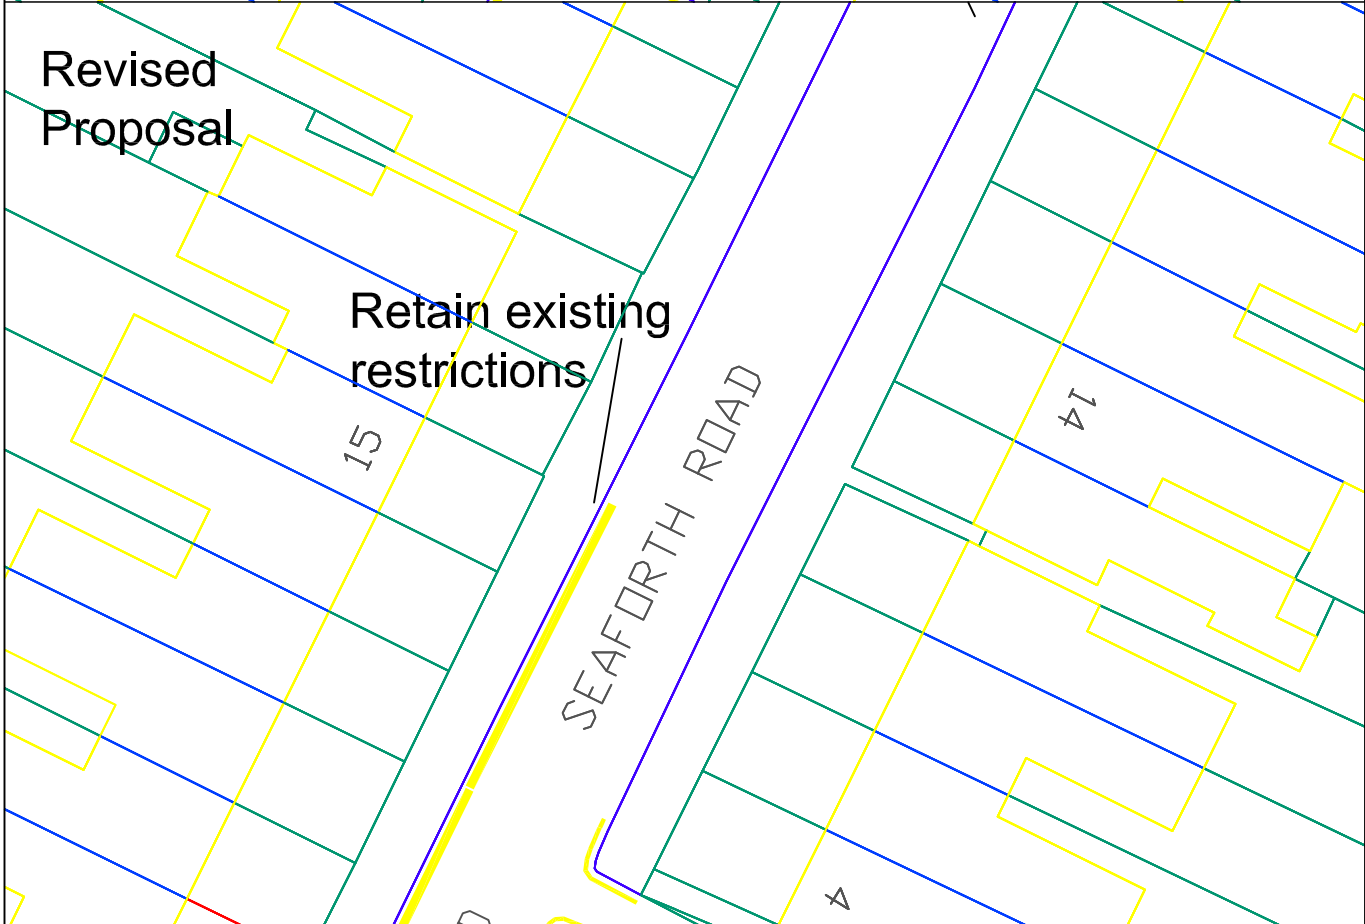 Revised
Proposal
Retain existing
restrictions
SEAFORTH ROAD
15
14
4